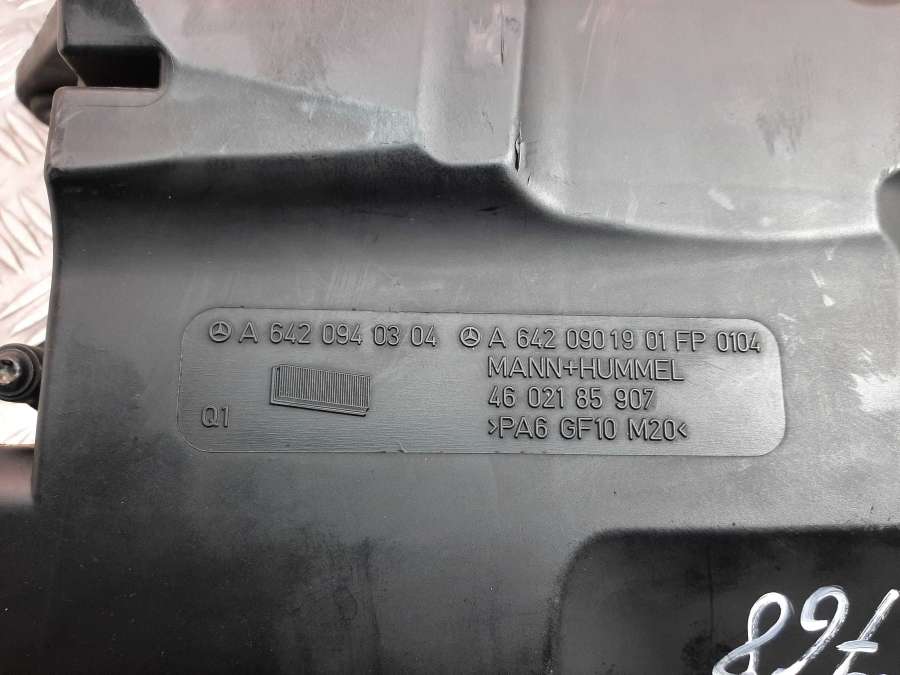 A 642 094 03 04
A 642 090 19 01 FP 0104
MANN+HUMMEL
46 021 85 907
>PA6 GF10 M20<
Q1